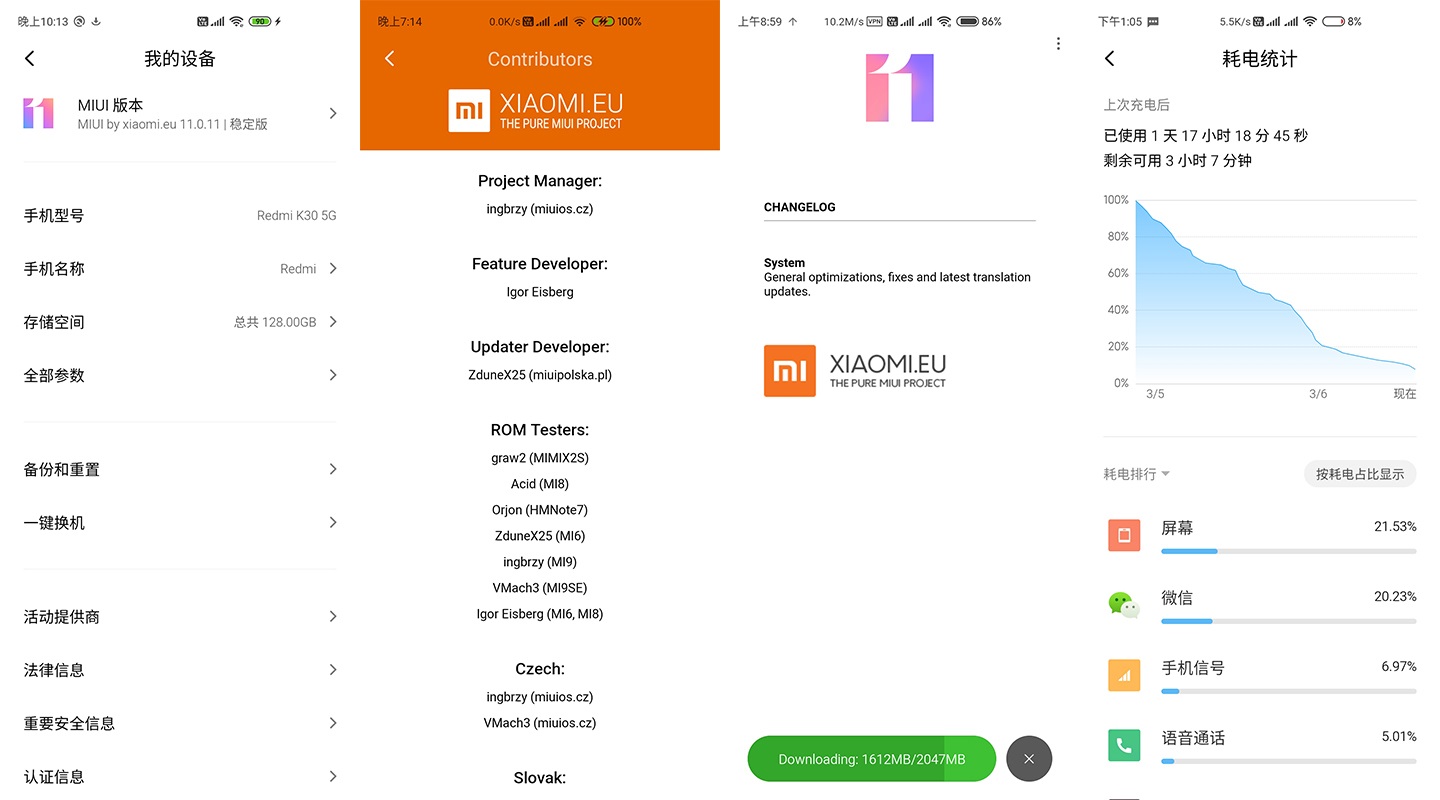 晚上10:13
90
我的设备
MIUI 版本
MIUI by xiaomi.eu 11.0.11 | 稳定版
手机型号
Redmi K30 5G
手机名称
Redmi
存储空间
总共 128.00GB
全部参数
备份和重置
一键换机
活动提供商
法律信息
重要安全信息
认证信息
晚上7:14
0.0K/s
100%
Contributors
mi
XIAOMI.EU
THE PURE MIUI PROJECT
Project Manager:
ingbrzy (miuios.cz)
Feature Developer:
Igor Eisberg
Updater Developer:
ZduneX25 (miuipolska.pl)
ROM Testers:
graw2 (MIMIX2S)
Acid (MI8)
Orjon (HMNote7)
ZduneX25 (MI6)
ingbrzy (MI9)
VMach3 (MI9SE)
Igor Eisberg (MI6, MI8)
Czech:
ingbrzy (miuios.cz)
VMach3 (miuios.cz)
Slovak:
上午8:59
10.2M/s
VPN
86%
11
CHANGELOG
System
General optimizations, fixes and latest translation
updates.
mi
XIAOMI.EU
THE PURE MIUI PROJECT
Downloading: 1612MB/2047MB
下午1:05
5.5K/s
8%
耗电统计
上次充电后
已使用 1 天 17 小时 18 分 45 秒
剩余可用 3 小时 7 分钟
100%
80%
60%
40%
20%
0%
3/5
3/6
现在
耗电排行
按耗电占比显示
屏幕
21.53%
微信
20.23%
手机信号
6.97%
语音通话
5.01%